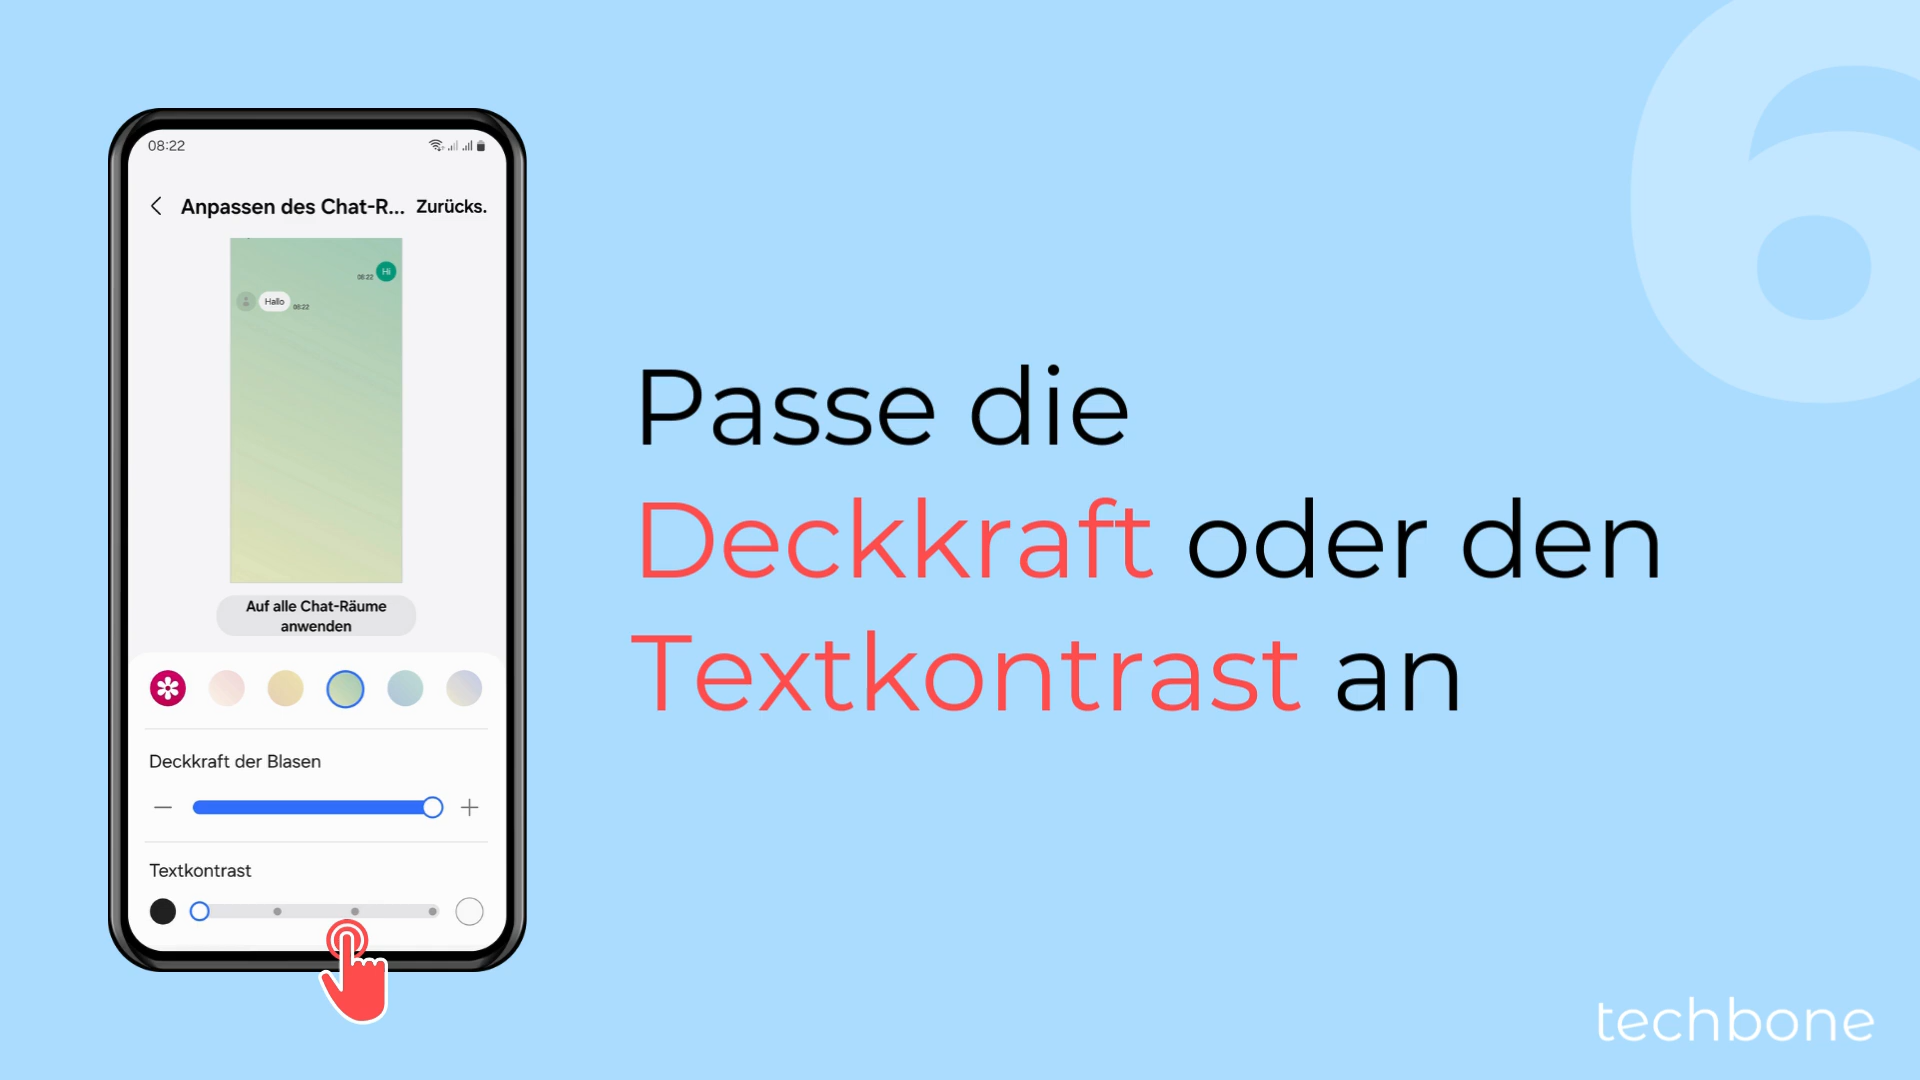 6
08:22
Anpassen des Chat-R... Zurücks.
Hi
08:22
Hallo
08:22
Auf alle Chat-Räume
anwenden
Deckkraft der Blasen
Textkontrast
Passe die
Deckkraft oder den
Textkontrast an
techbone